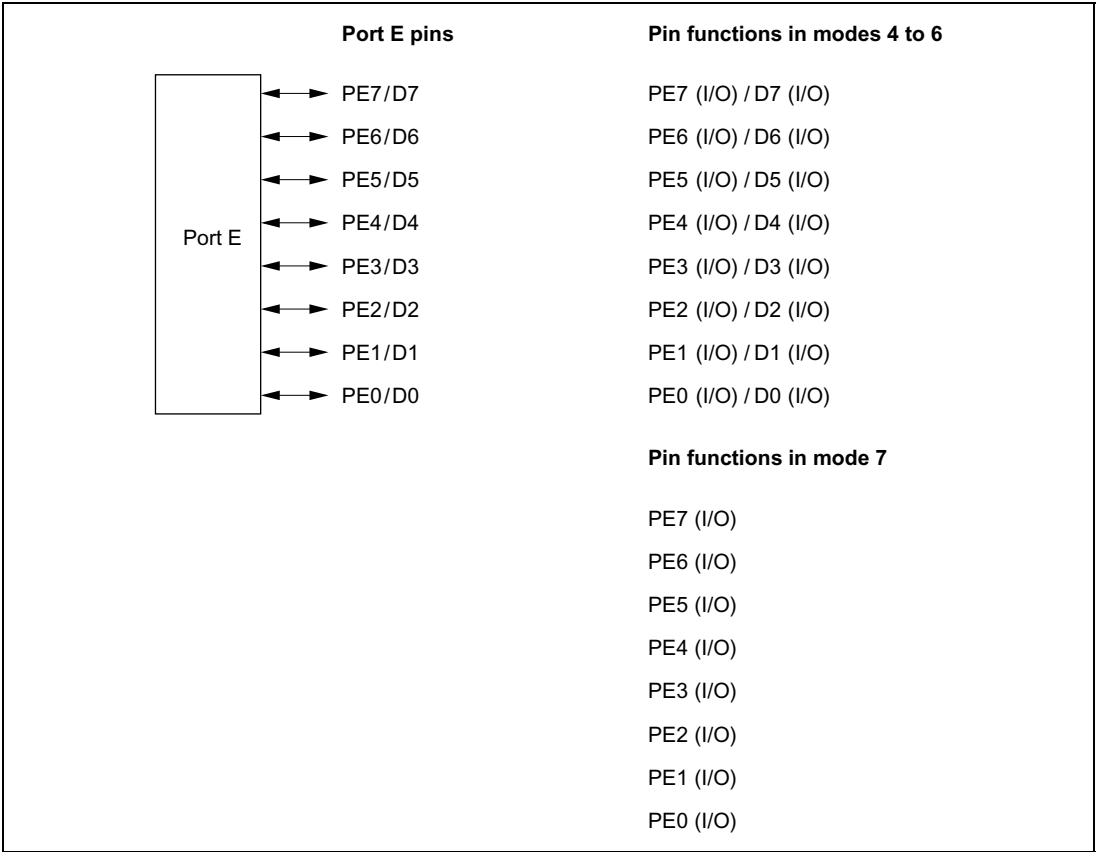 Port E pins Pin functions in modes 4 to 6
PE7/D7 PE7 (I/O) / D7 (I/O)
PE6/D6 PE6 (I/O) / D6 (I/O)
PE5/D5 PE5 (I/O) / D5 (I/O)
PE4/D4 PE4 (I/O) / D4 (I/O)
Port E
PE3/D3 PE3 (I/O) / D3 (I/O)
PE2/D2 PE2 (I/O) / D2 (I/O)
PE1/D1 PE1 (I/O) / D1 (I/O)
PE0/D0 PE0 (I/O) / D0 (I/O)
Pin functions in mode 7
PE7 (I/O)
PE6 (I/O)
PE5 (I/O)
PE4 (I/O)
PE3 (I/O)
PE2 (I/O)
PE1 (I/O)
PE0 (I/O)